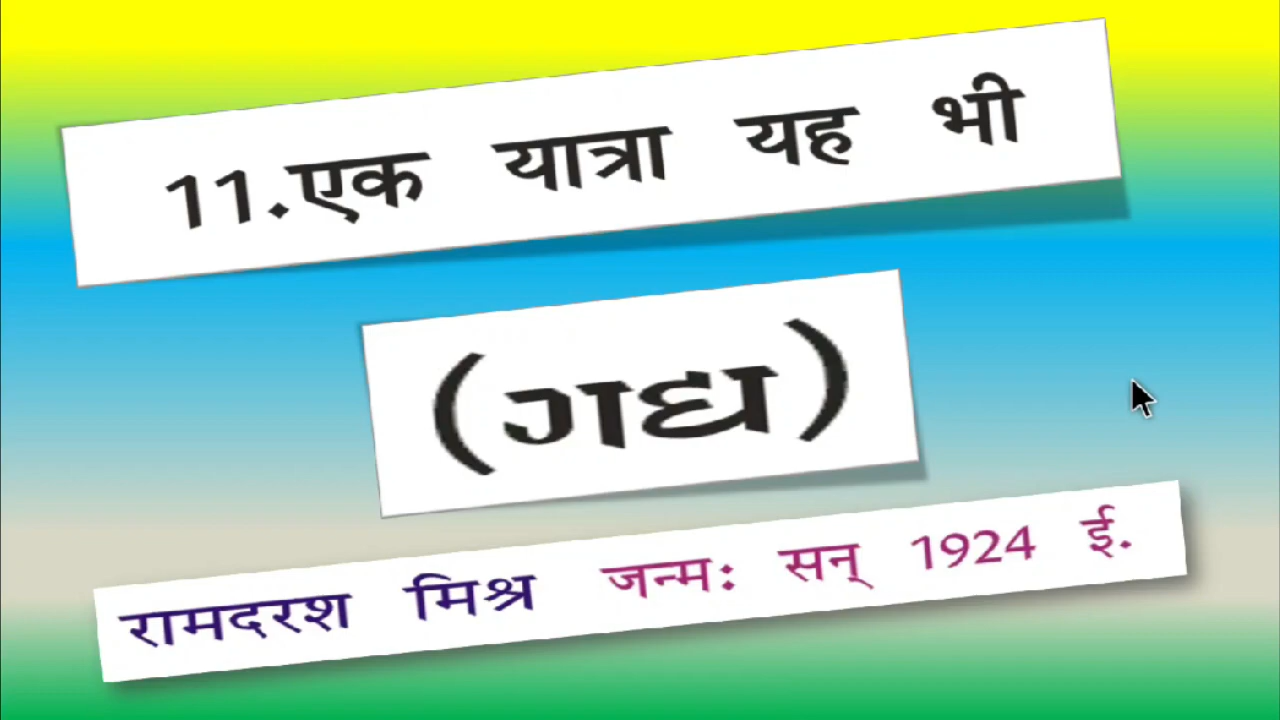 11.एक यात्रा यह भी
(गद्य)
रामदरश मिश्र जन्म: सन् 1924 ई.